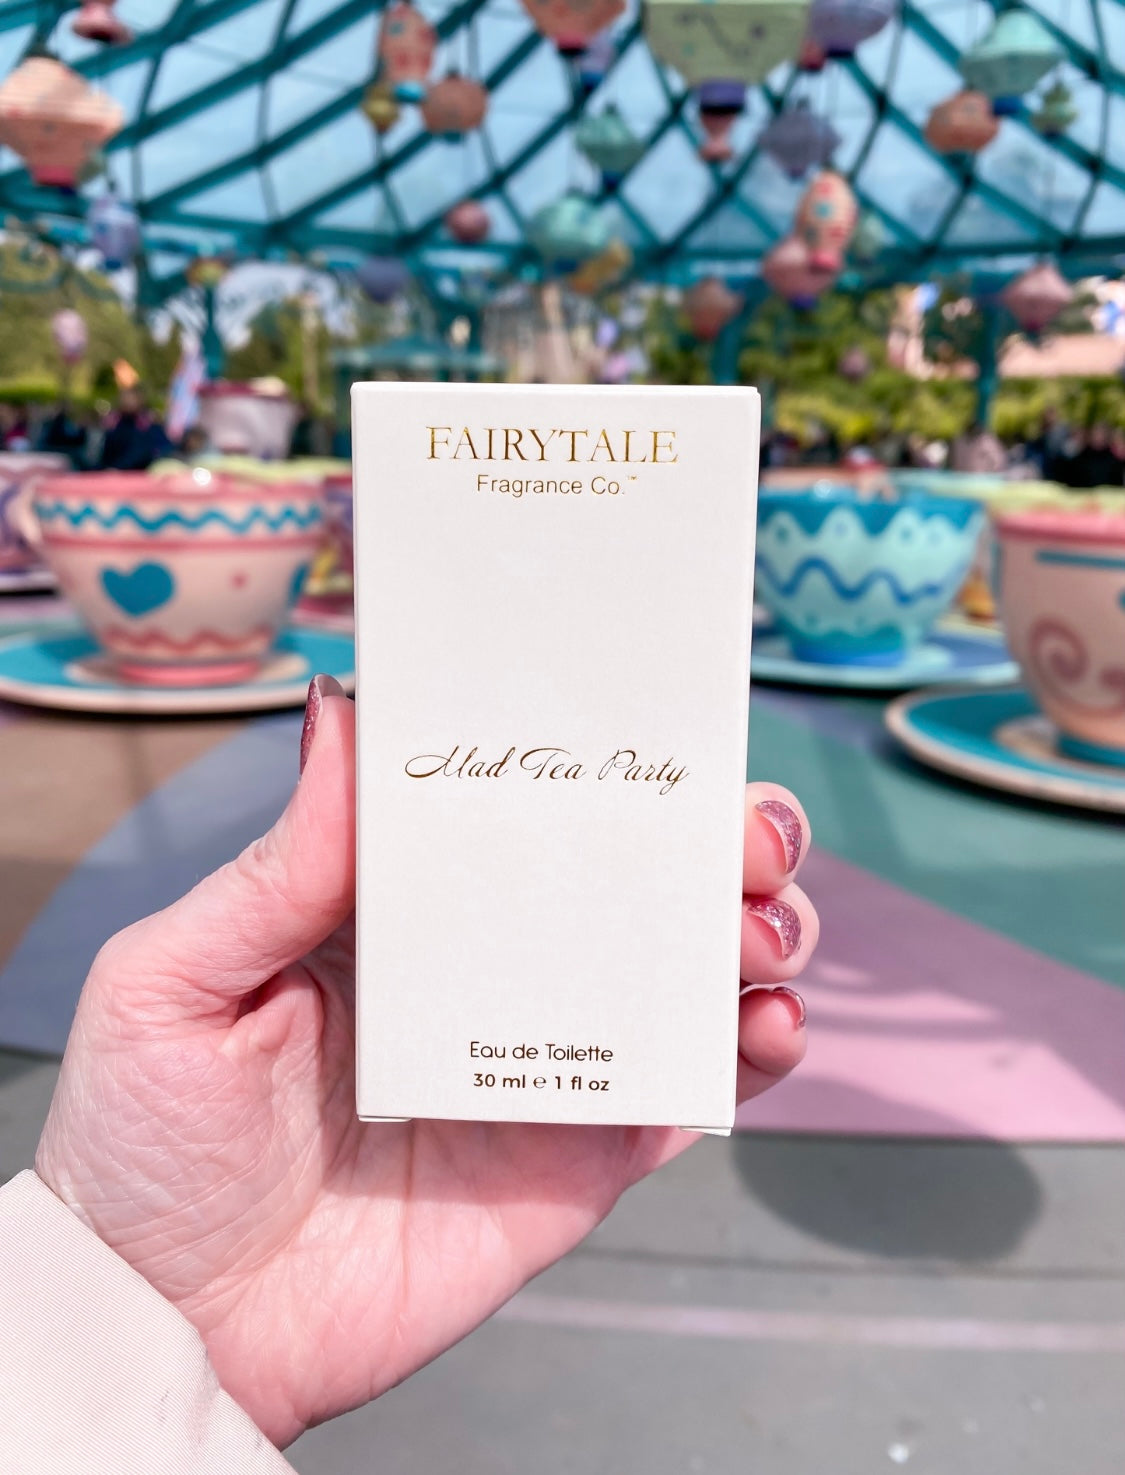 FAIRYTALE
Fragrance Co.™
Mad Tea Party
Eau de Toilette
30 ml ℮ 1 fl oz